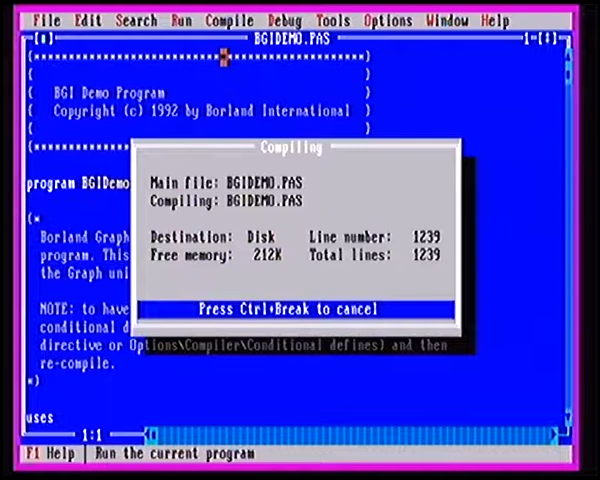 File Edit Search Run Compile Debug Tools Options Window Help
BGIDEMO.PAS 1
BGI Demo Program
Copyright (c) 1992 by Borland International
Compiling
Main file: BGIDEMO.PAS
program BGIDemo
Compiling: BGIDEMO.PAS
(*
Borland Graph
Destination: Disk Line number: 1239
program. This
Free memory: 212K Total lines: 1239
the Graph uni
NOTE: to have
Press Ctrl+Break to cancel
conditional d
directive or Options\Compiler\Conditional defines) and then
re-compile.
*)
uses
1:1
F1 Help | Run the current program